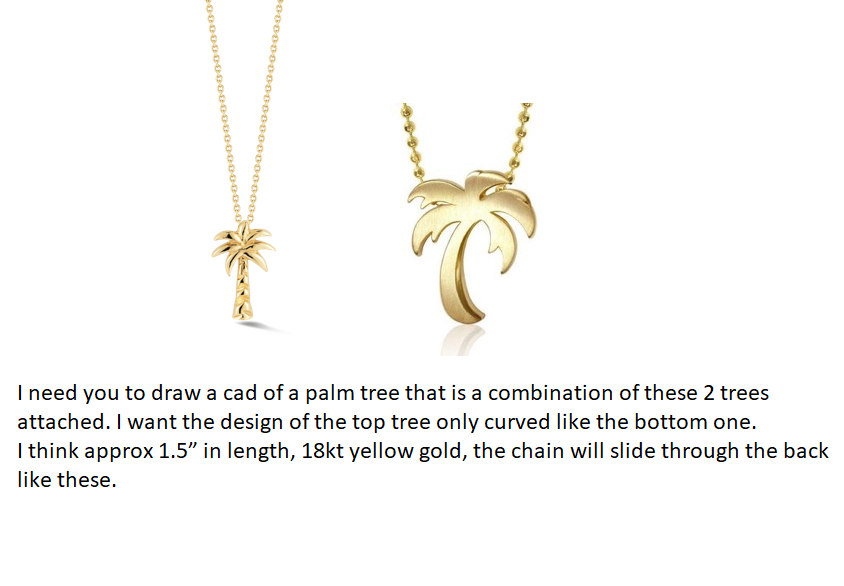 I need you to draw a cad of a palm tree that is a combination of these 2 trees
attached. I want the design of the top tree only curved like the bottom one.
I think approx 1.5” in length, 18kt yellow gold, the chain will slide through the back
like these.